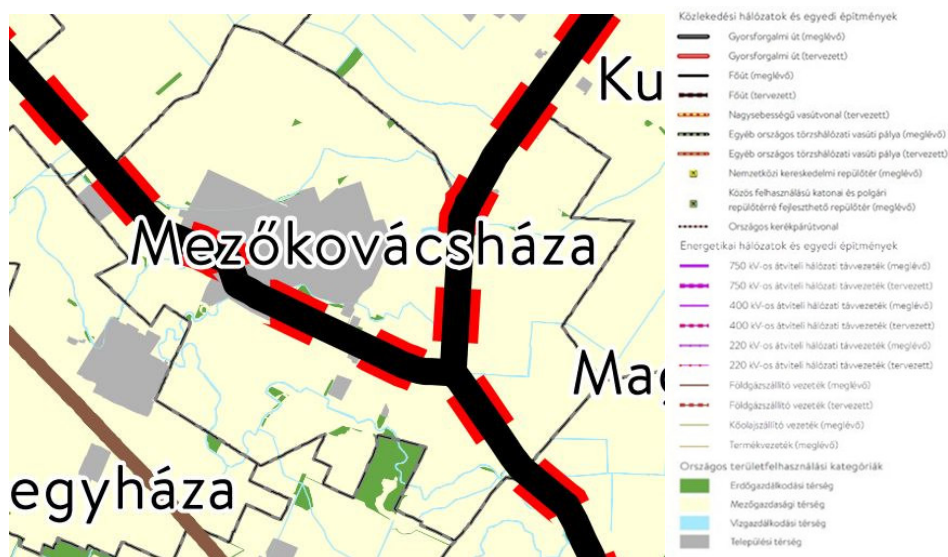 Ku
Mezőkovácsháza
Mag
egyháza
Közlekedési hálózatok és egyedi építmények
Gyorsforgalmi út (meglévő)
Gyorsforgalmi út (tervezett)
Főút (meglévő)
Főút (tervezett)
Nagysebességű vasútvonal (tervezett)
Egyéb országos törzshálózati vasúti pálya (meglévő)
Egyéb országos törzshálózati vasúti pálya (tervezett)
Nemzetközi kereskedelmi repülőtér (meglévő)
Közös felhasználású katonai és polgári
repülőtérré fejleszthető repülőtér (meglévő)
Országos kerékpárútvonal
Energetikai hálózatok és egyedi építmények
750 kV-os átviteli hálózati távvezeték (meglévő)
750 kV-os átviteli hálózati távvezeték (tervezett)
400 kV-os átviteli hálózati távvezeték (meglévő)
400 kV-os átviteli hálózati távvezeték (tervezett)
220 kV-os átviteli hálózati távvezeték (meglévő)
220 kV-os átviteli hálózati távvezeték (tervezett)
Földgázszállító vezeték (meglévő)
Földgázszállító vezeték (tervezett)
Kőolajszállító vezeték (meglévő)
Termékvezeték (meglévő)
Országos területfelhasználási kategóriák
Erdőgazdálkodási térség
Mezőgazdasági térség
Vízgazdálkodási térség
Települési térség